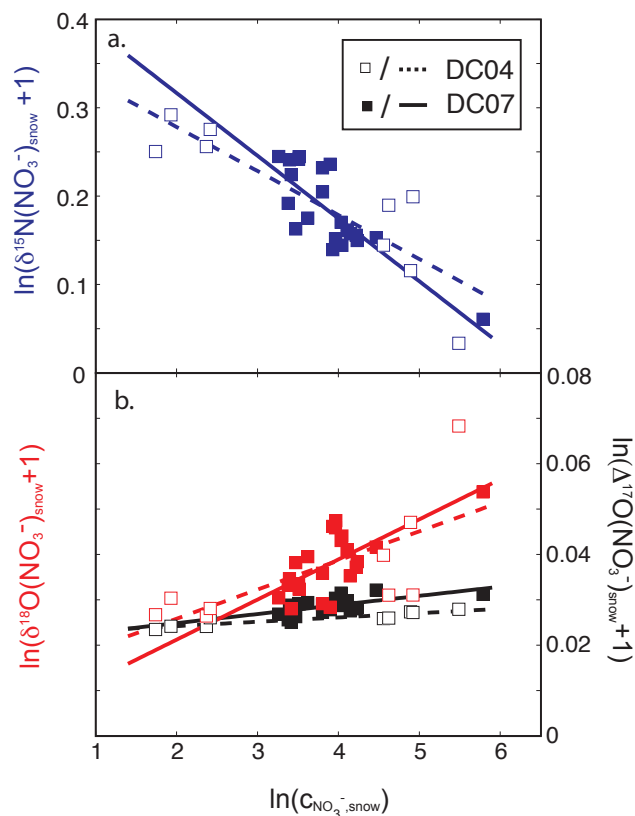 0.4
a.
DC04
DC07
0.3
0.2
0.1
0
ln(δ¹⁵N(NO₃⁻)snow +1)
b.
0.08
0.06
0.04
0.02
0.00
ln(δ¹⁸O(NO₃⁻)snow+1)
ln(Δ¹⁷O(NO₃⁻)snow+1)
1 2 3 4 5 6
ln(cNO₃⁻,snow)